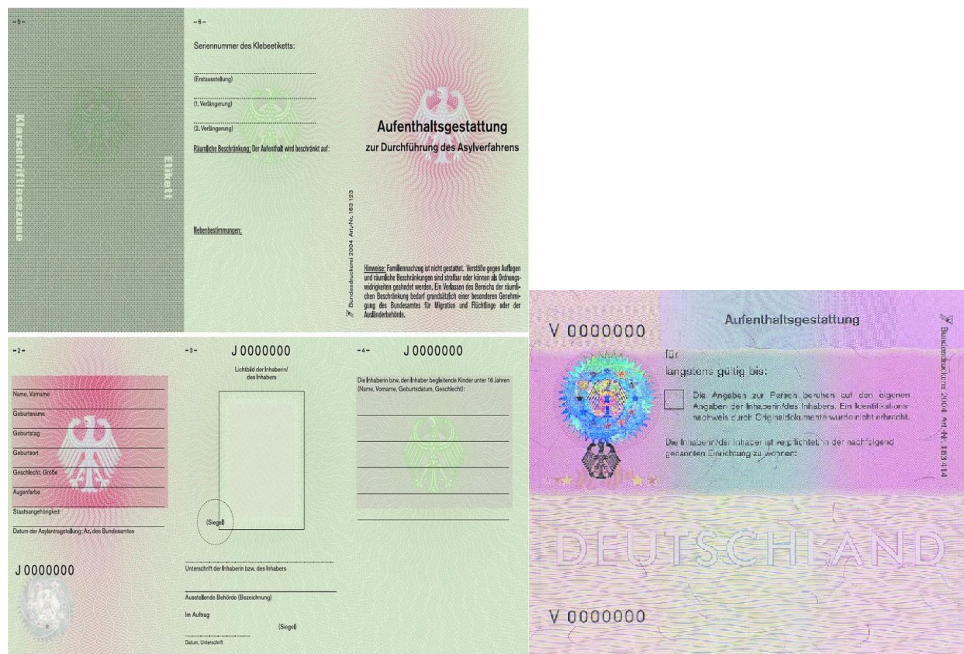 -5-
Klarschriftlesezone
Etikett
-6-
Seriennummer des Klebeetiketts:
(Erstausstellung)
(1. Verlängerung)
(2. Verlängerung)
Räumliche Beschränkung: Der Aufenthalt wird beschränkt auf:
Nebenbestimmungen:
Bundesdruckerei 2004 Art.-Nr. 163 123
Aufenthaltsgestattung
zur Durchführung des Asylverfahrens
Hinweise: Familiennachzug ist nicht gestattet. Verstöße gegen Auflagen
und räumliche Beschränkungen sind strafbar oder können als Ordnungs-
widrigkeiten geahndet werden. Ein Verlassen des Bereichs der räumli-
chen Beschränkung bedarf grundsätzlich einer besonderen Genehmi-
gung des Bundesamtes für Migration und Flüchtlinge oder der
Ausländerbehörde.
-2-
Name, Vorname
Geburtsname
Geburtstag
Geburtsort
Geschlecht, Größe
Augenfarbe
Staatsangehörigkeit
Datum der Asylantragstellung; Az. des Bundesamtes
J 0000000
-3-
J 0000000
Lichtbild der Inhaberin/
des Inhabers
(Siegel)
Unterschrift der Inhaberin bzw. des Inhabers
Ausstellende Behörde (Bezeichnung)
Im Auftrag
(Siegel)
Datum, Unterschrift
-4-
J 0000000
Die Inhaberin bzw. den Inhaber begleitende Kinder unter 16 Jahren
(Name, Vorname, Geburtsdatum, Geschlecht):
V 0000000
Aufenthaltsgestattung
für
längstens gültig bis:
Die Angaben zur Person beruhen auf den eigenen
Angaben der Inhaberin/des Inhabers. Ein Identifikations-
nachweis durch Originaldokumente wurde nicht erbracht.
Die Inhaberin/der Inhaber ist verpflichtet, in der nachfolgend
genannten Einrichtung zu wohnen:
Bundesdruckerei 2004 Art.-Nr. 163 414
DEUTSCHLAND
V 0000000